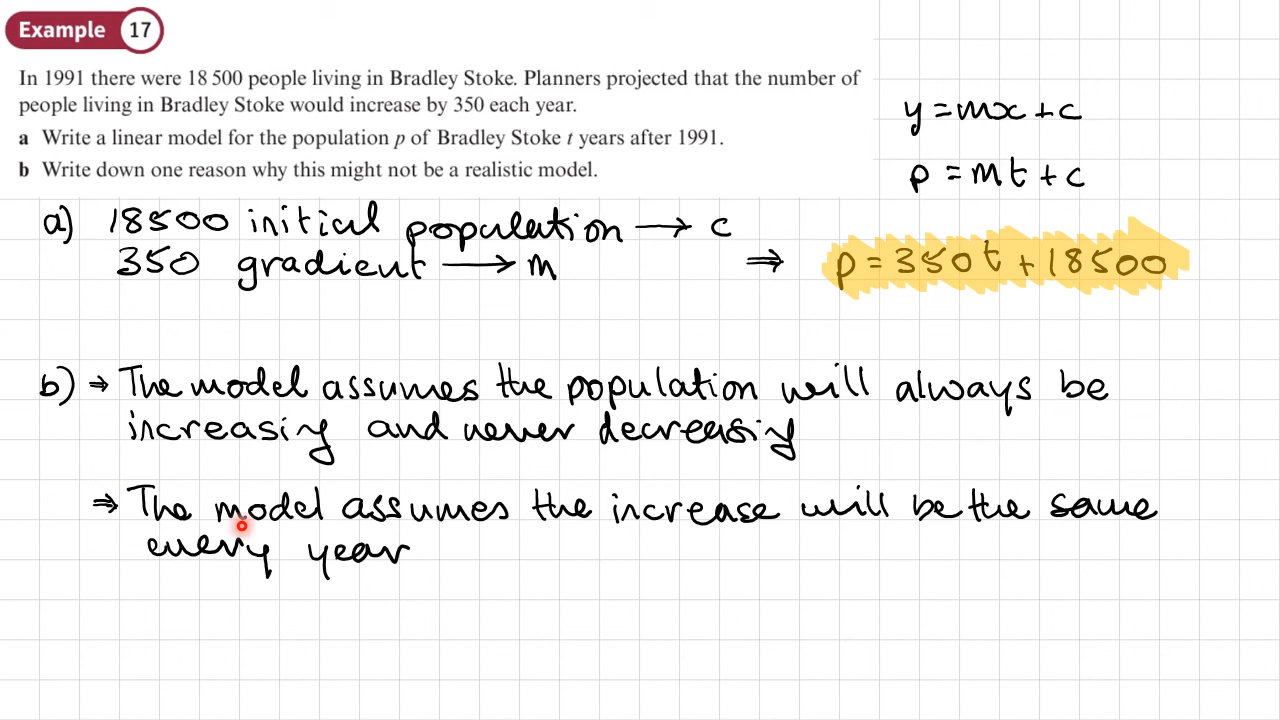 Example 17
In 1991 there were 18 500 people living in Bradley Stoke. Planners projected that the number of
people living in Bradley Stoke would increase by 350 each year.
a Write a linear model for the population p of Bradley Stoke t years after 1991.
b Write down one reason why this might not be a realistic model.
y = mx + c
p = mt + c
a) 18500 initial population → c
350 gradient → m
⇒ p = 350t + 18500
b) ⇒ The model assumes the population will always be
increasing and never decreasing
⇒ The model assumes the increase will be the same
every year